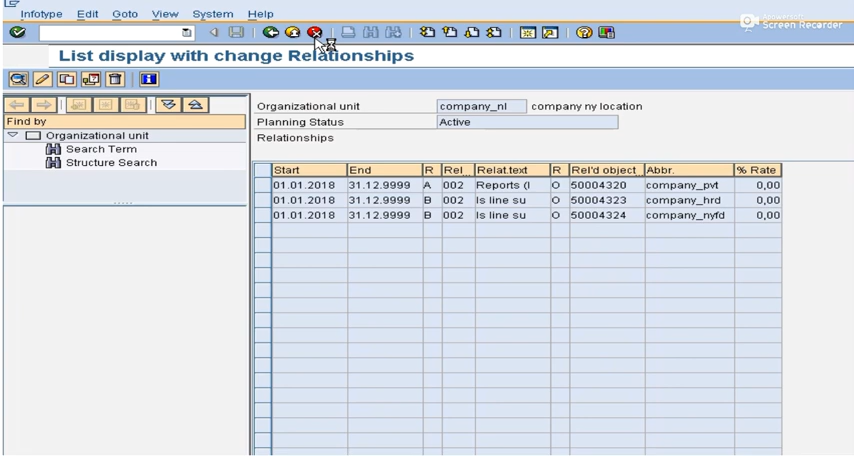 Infotype Edit Goto View System Help
Apowersoft
Screen Recorder
List display with change Relationships
Find by
Organizational unit
Search Term
Structure Search
Organizational unit company_nl company ny location
Planning Status Active
Relationships
Start End R Rel... Relat.text R Rel'd object Abbr. % Rate
01.01.2018 31.12.9999 A 002 Reports (l O 50004320 company_pvt 0,00
01.01.2018 31.12.9999 B 002 Is line su O 50004323 company_hrd 0,00
01.01.2018 31.12.9999 B 002 Is line su O 50004324 company_nyfd 0,00